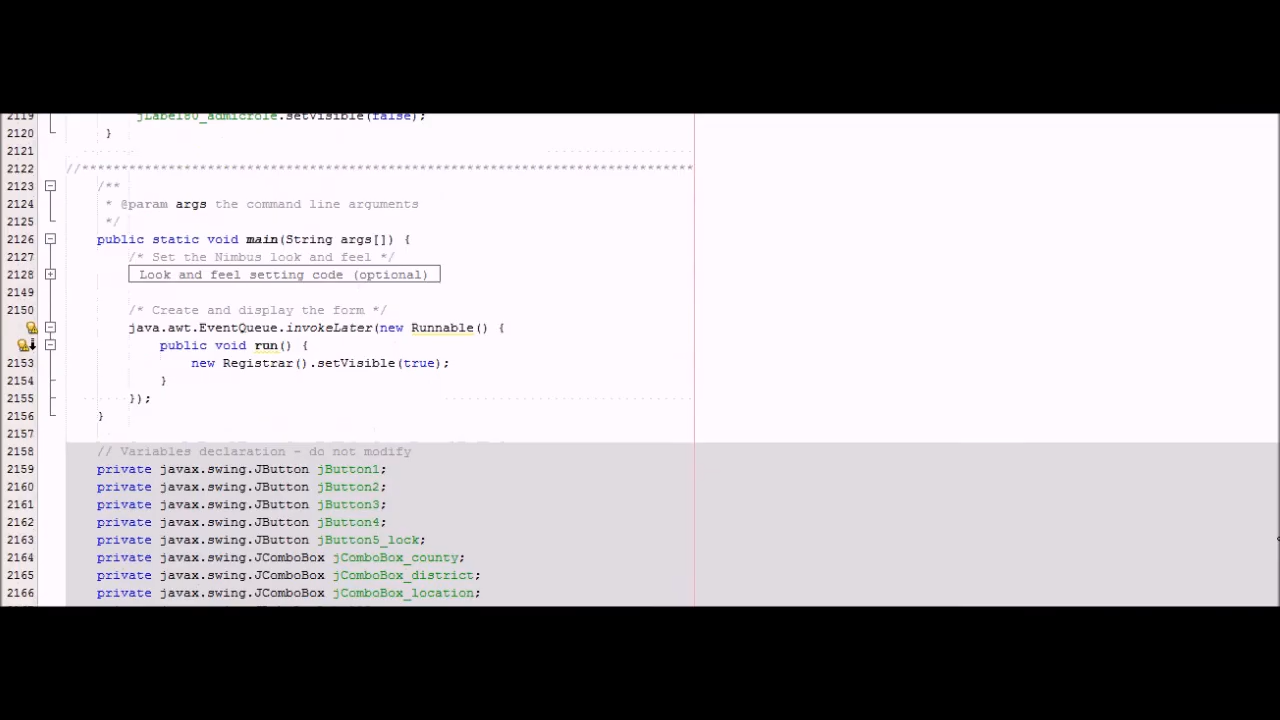 2119 jLabel80_admicrole.setVisible(false);
2120 }
2121
2122 //******************************************************************************
2123 /**
2124 * @param args the command line arguments
2125 */
2126 public static void main(String args[]) {
2127 /* Set the Nimbus look and feel */
2128 Look and feel setting code (optional)
2149
2150 /* Create and display the form */
java.awt.EventQueue.invokeLater(new Runnable() {
public void run() {
2153 new Registrar().setVisible(true);
2154 }
2155 });
2156 }
2157
2158 // Variables declaration - do not modify
2159 private javax.swing.JButton jButton1;
2160 private javax.swing.JButton jButton2;
2161 private javax.swing.JButton jButton3;
2162 private javax.swing.JButton jButton4;
2163 private javax.swing.JButton jButton5_lock;
2164 private javax.swing.JComboBox jComboBox_county;
2165 private javax.swing.JComboBox jComboBox_district;
2166 private javax.swing.JComboBox jComboBox_location;